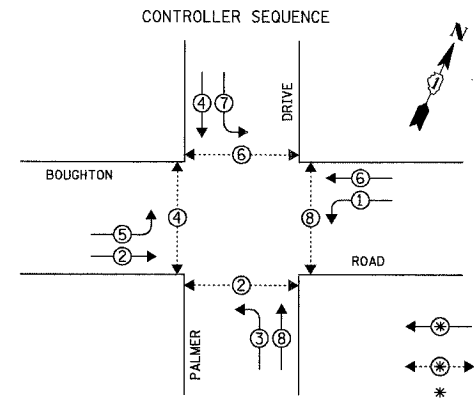 CONTROLLER SEQUENCE
N
4 7
DRIVE
6
BOUGHTON
6
1
5
4
8
2
ROAD
2
3 8
PALMER
*
*
*